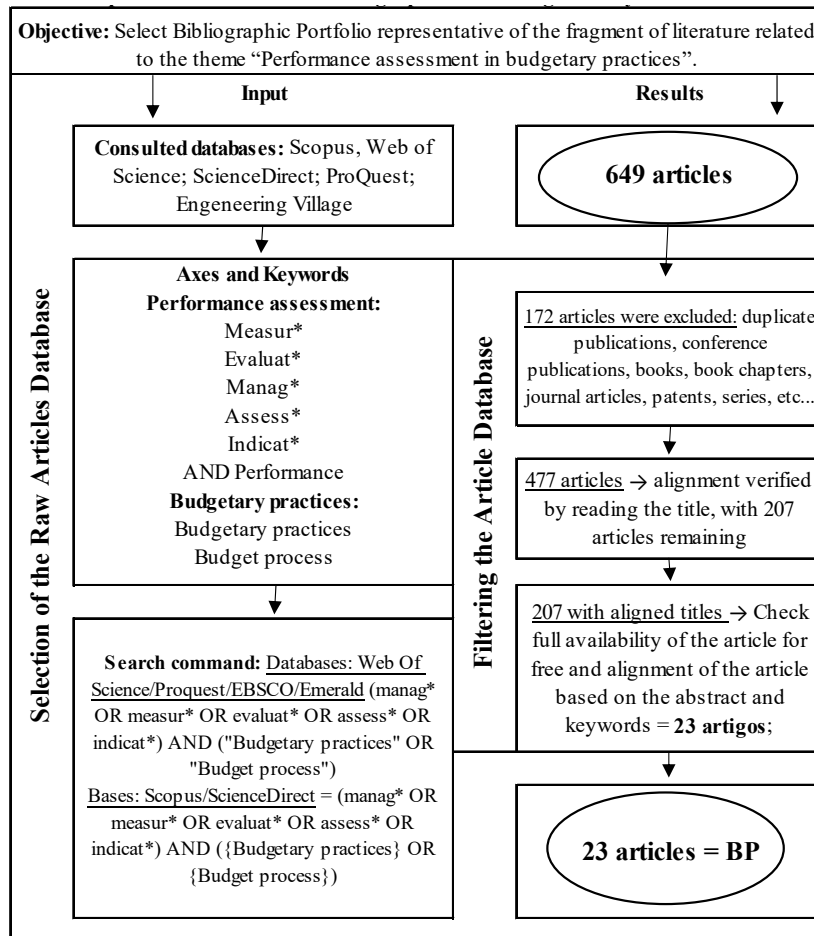 Objective: Select Bibliographic Portfolio representative of the fragment of literature related
to the theme “Performance assessment in budgetary practices”.
Input
Consulted databases: Scopus, Web of
Science; ScienceDirect; ProQuest;
Engeneering Village
Axes and Keywords
Performance assessment:
Measur*
Evaluat*
Manag*
Assess*
Indicat*
AND Performance
Budgetary practices:
Budgetary practices
Budget process
Search command: Databases: Web Of
Science/Proquest/EBSCO/Emerald (manag*
OR measur* OR evaluat* OR assess* OR
indicat*) AND ("Budgetary practices" OR
"Budget process")
Bases: Scopus/ScienceDirect = (manag* OR
measur* OR evaluat* OR assess* OR
indicat*) AND ({Budgetary practices} OR
{Budget process})
Selection of the Raw Articles Database
Results
649 articles
172 articles were excluded: duplicate
publications, conference
publications, books, book chapters,
journal articles, patents, series, etc...
477 articles → alignment verified
by reading the title, with 207
articles remaining
207 with aligned titles → Check
full availability of the article for
free and alignment of the article
based on the abstract and
keywords = 23 artigos;
Filtering the Article Database
23 articles = BP